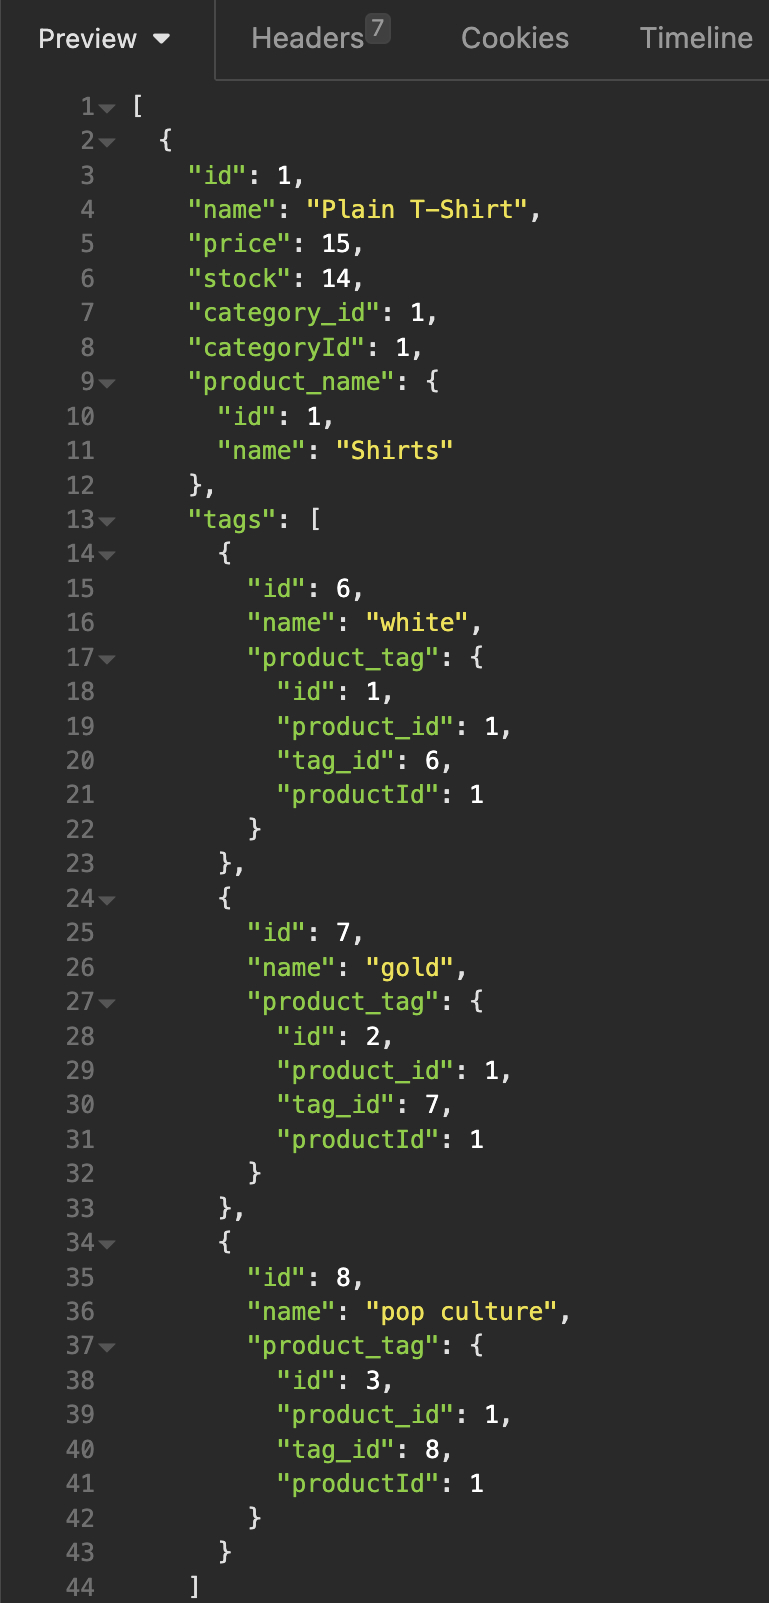 Preview Headers 7 Cookies Timeline
1 [
2 {
3 "id": 1,
4 "name": "Plain T-Shirt",
5 "price": 15,
6 "stock": 14,
7 "category_id": 1,
8 "categoryId": 1,
9 "product_name": {
10 "id": 1,
11 "name": "Shirts"
12 },
13 "tags": [
14 {
15 "id": 6,
16 "name": "white",
17 "product_tag": {
18 "id": 1,
19 "product_id": 1,
20 "tag_id": 6,
21 "productId": 1
22 }
23 },
24 {
25 "id": 7,
26 "name": "gold",
27 "product_tag": {
28 "id": 2,
29 "product_id": 1,
30 "tag_id": 7,
31 "productId": 1
32 }
33 },
34 {
35 "id": 8,
36 "name": "pop culture",
37 "product_tag": {
38 "id": 3,
39 "product_id": 1,
40 "tag_id": 8,
41 "productId": 1
42 }
43 }
44 ]